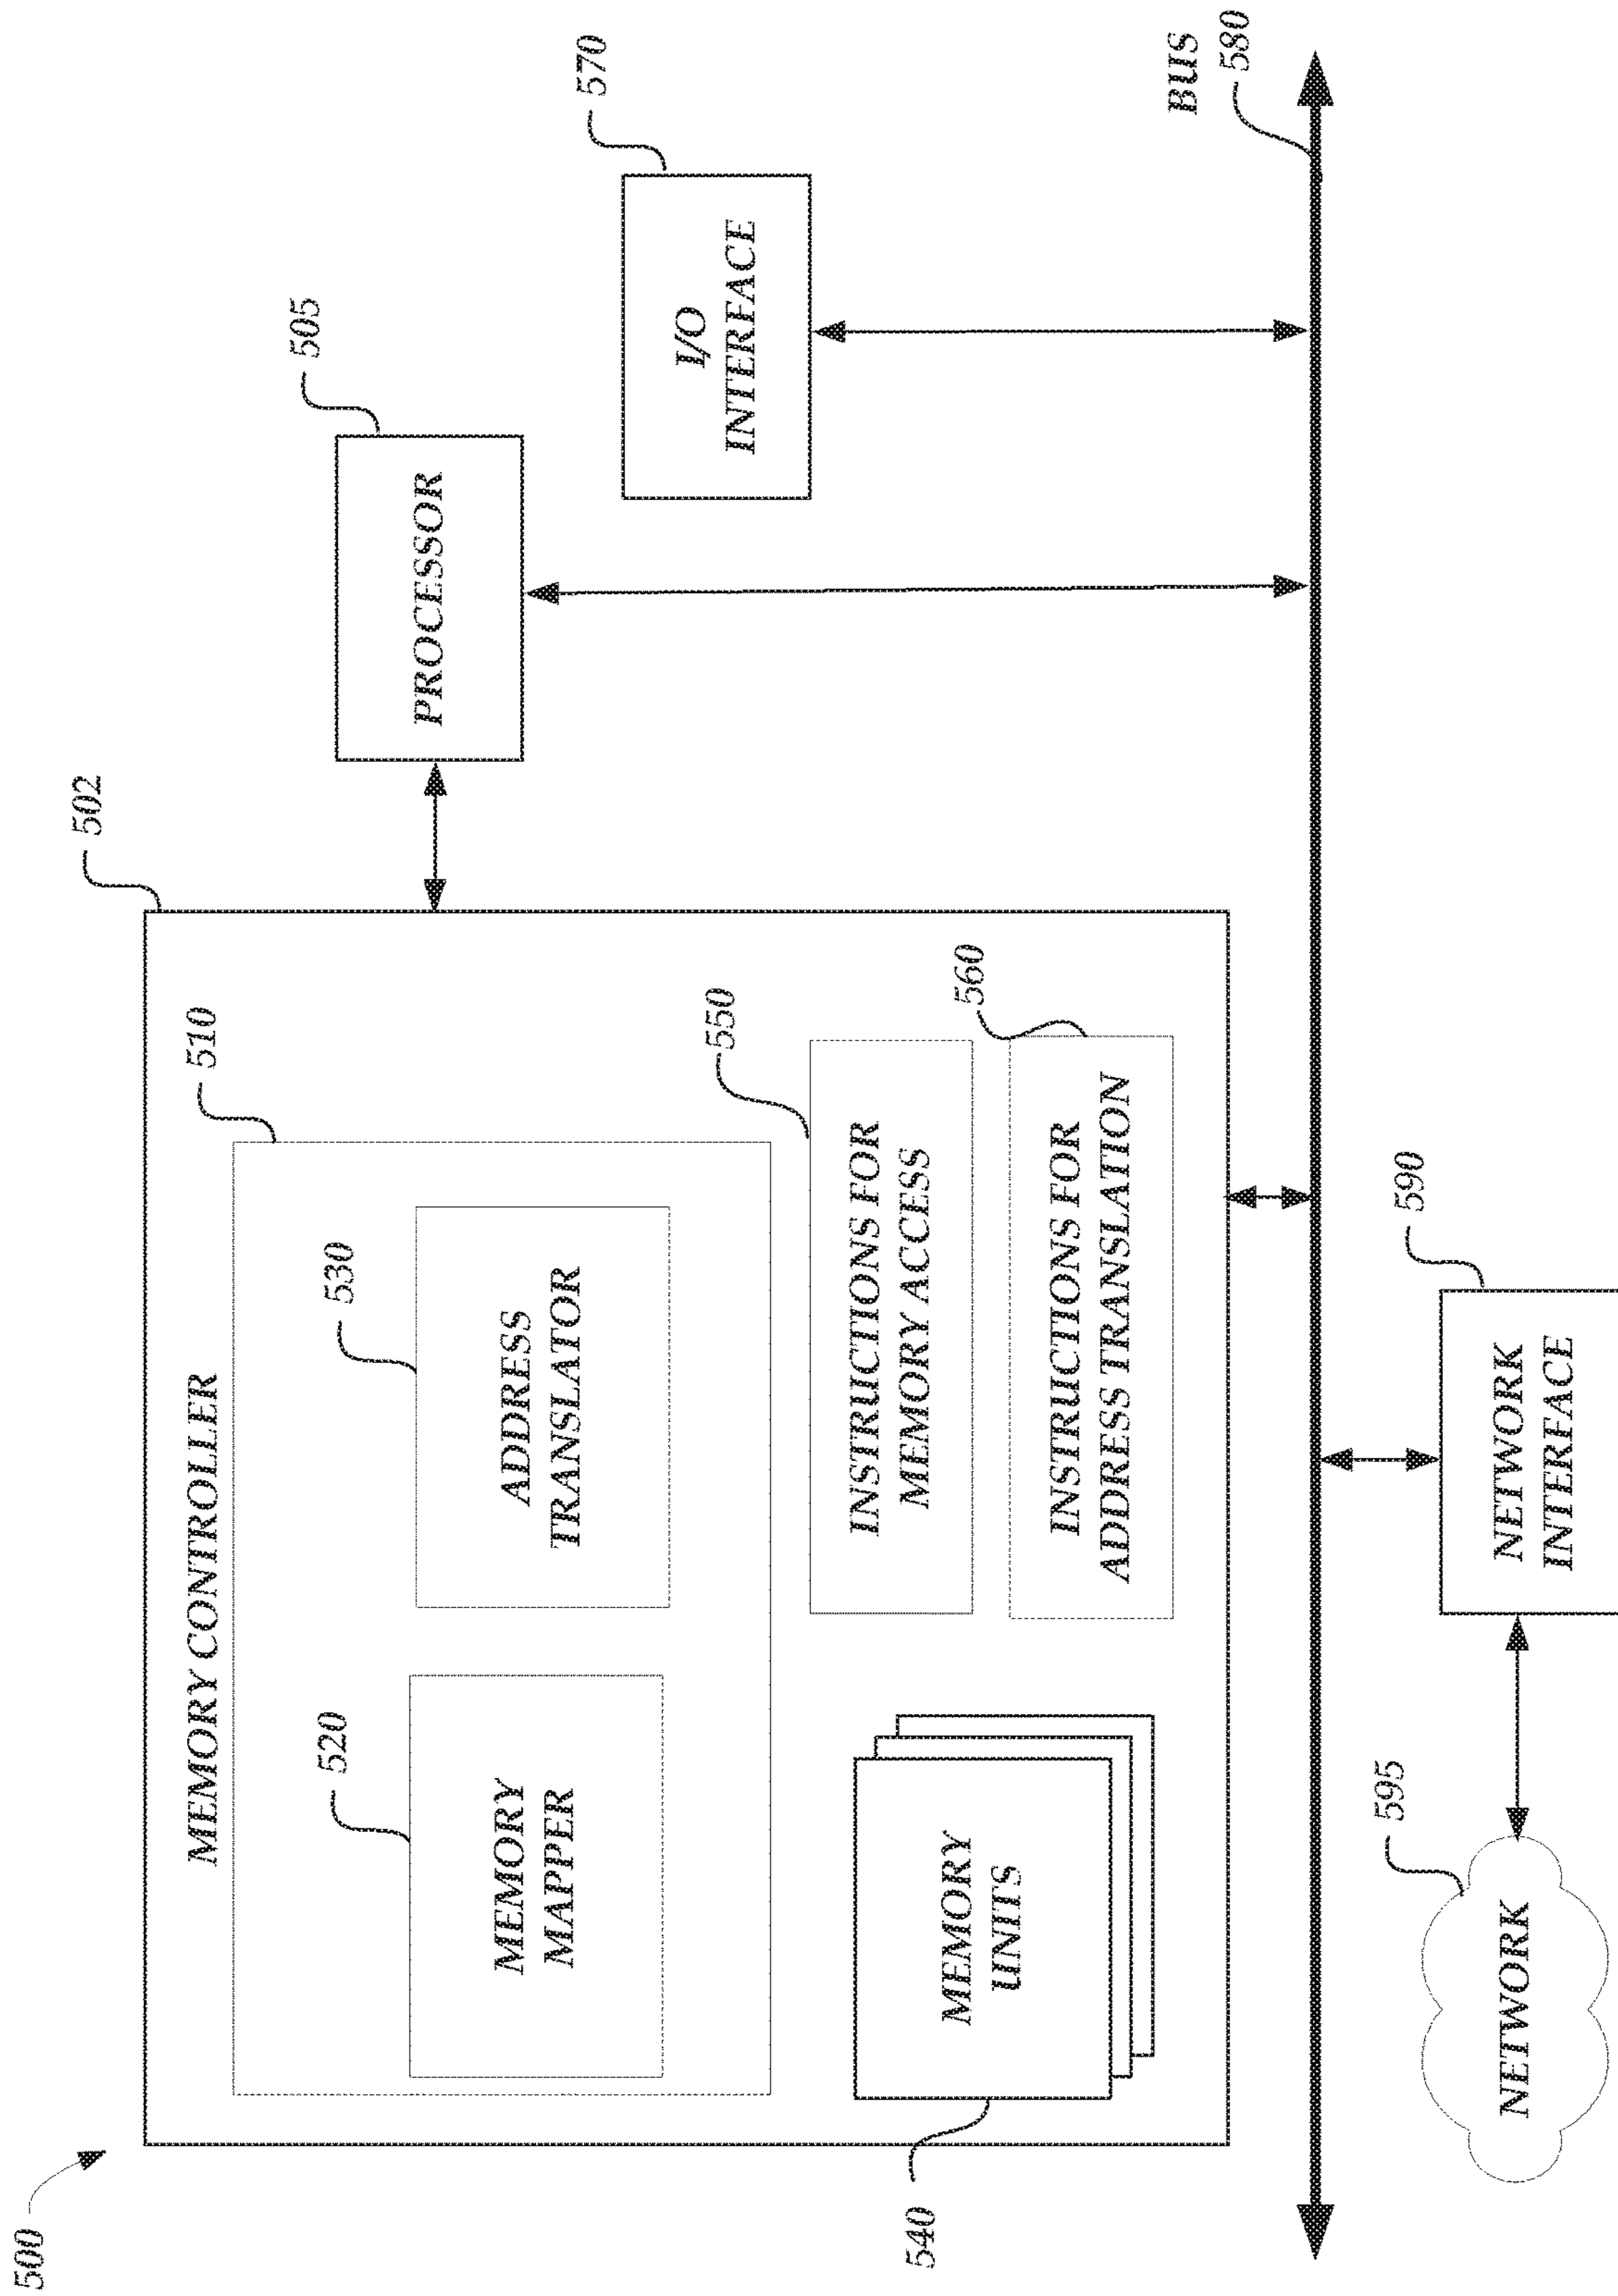 500
502
MEMORY CONTROLLER
510
520
MEMORY
MAPPER
530
ADDRESS
TRANSLATOR
540
MEMORY
UNITS
550
INSTRUCTIONS FOR
MEMORY ACCESS
560
INSTRUCTIONS FOR
ADDRESS TRANSLATION
505
PROCESSOR
570
I/O
INTERFACE
BUS
580
595
NETWORK
590
NETWORK
INTERFACE